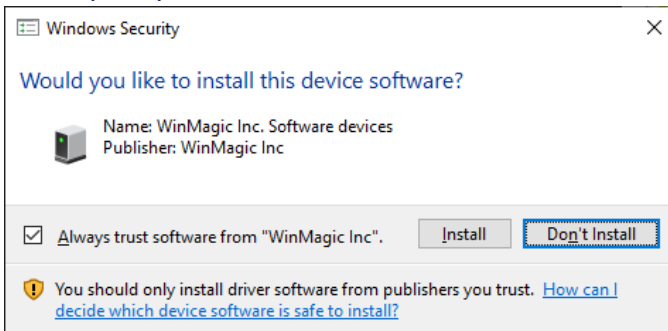 Windows Security
Would you like to install this device software?
Name: WinMagic Inc. Software devices
Publisher: WinMagic Inc
Always trust software from "WinMagic Inc".
Install
Don't Install
You should only install driver software from publishers you trust. How can I
decide which device software is safe to install?